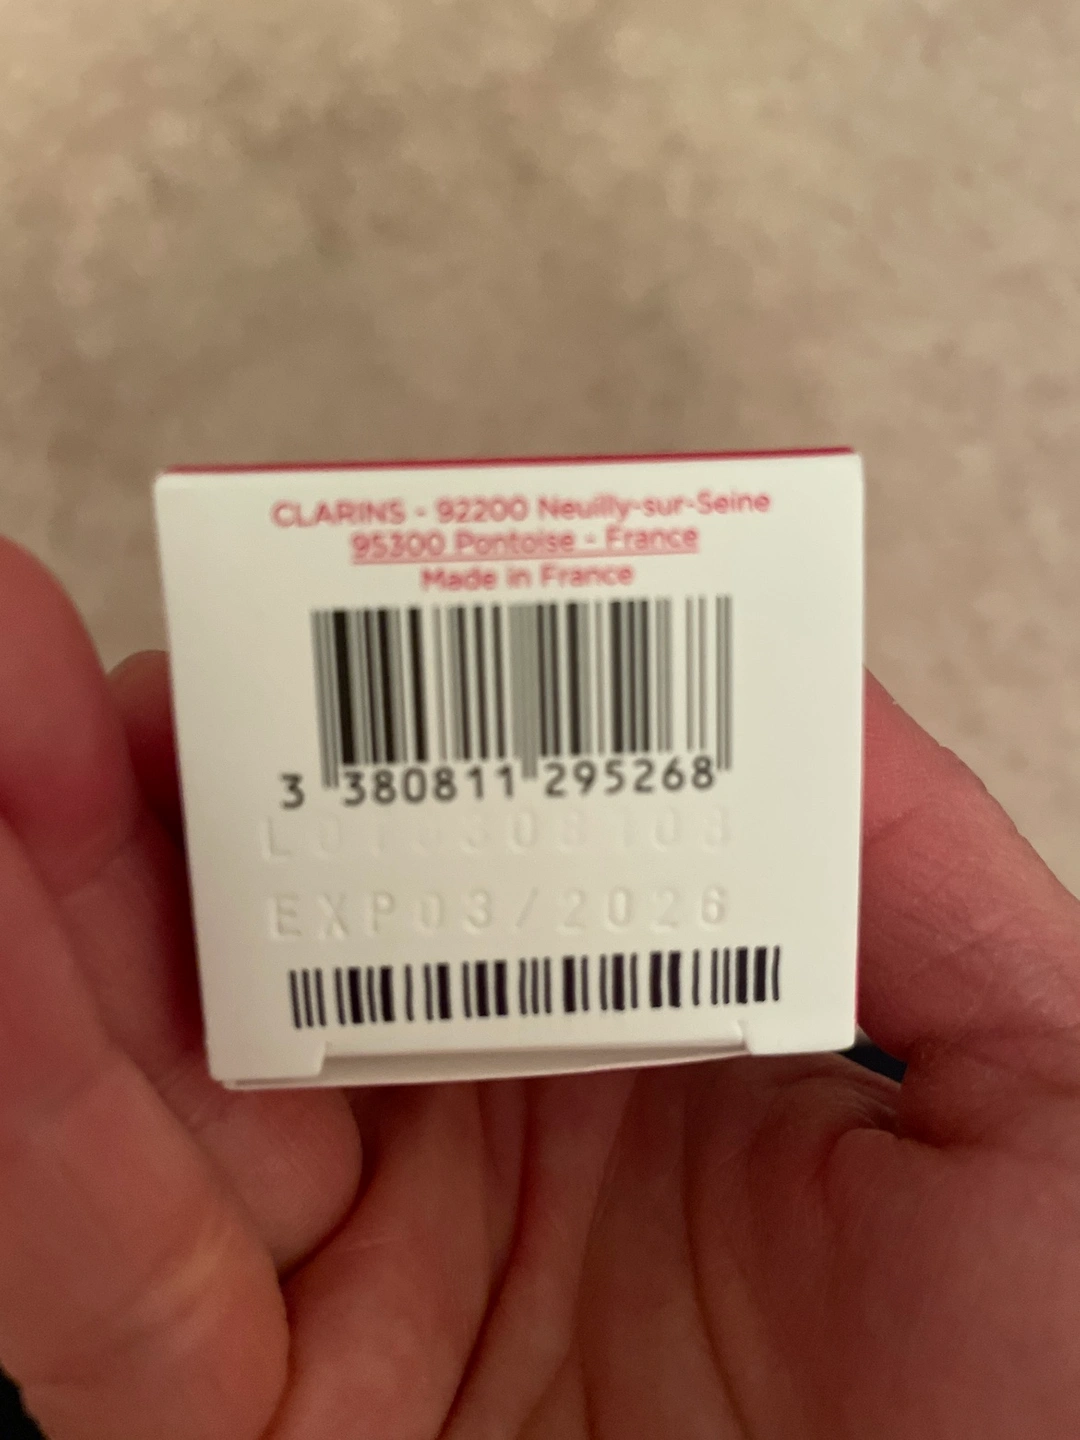 CLARINS - 92200 Neuilly-sur-Seine
95300 Pontoise - France
Made in France
3 380811 295268
EXP03/2026